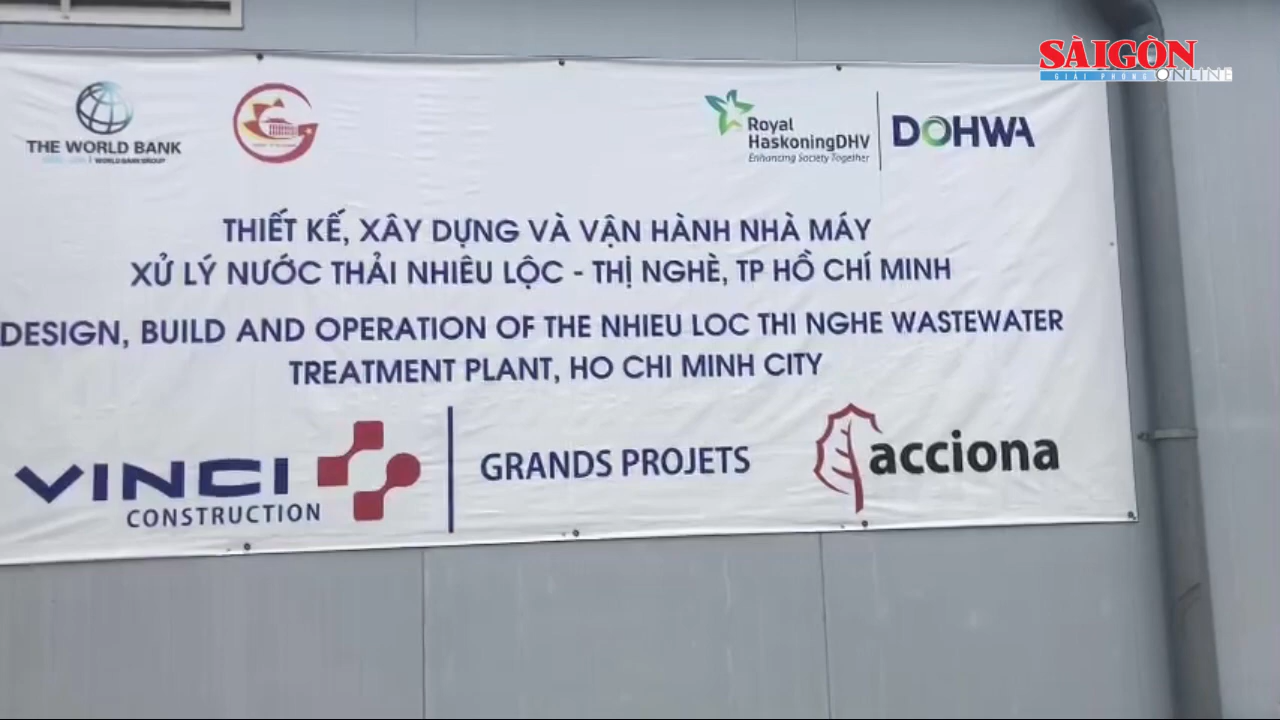 SÀI GÒN
GIẢI PHÓNG ONLINE
THE WORLD BANK
WORLD BANK GROUP
Royal
HaskoningDHV
Enhancing Society Together
DOHWA
THIẾT KẾ, XÂY DỰNG VÀ VẬN HÀNH NHÀ MÁY
XỬ LÝ NƯỚC THẢI NHIÊU LỘC - THỊ NGHÈ, TP HỒ CHÍ MINH
DESIGN, BUILD AND OPERATION OF THE NHIEU LOC THI NGHE WASTEWATER
TREATMENT PLANT, HO CHI MINH CITY
VINCI
CONSTRUCTION
GRANDS PROJETS
acciona